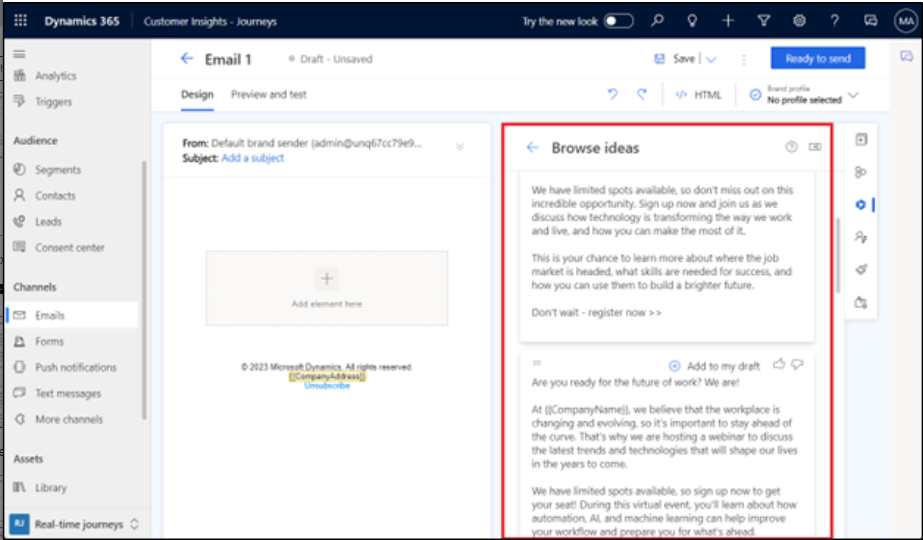 Dynamics 365
Customer Insights - Journeys
Try the new look
MA
Analytics
Triggers
Audience
Segments
Contacts
Leads
Consent center
Channels
Emails
Forms
Push notifications
Text messages
More channels
Assets
Library
RJ Real-time journeys
Email 1
Draft - Unsaved
Save
Ready to send
Design
Preview and test
HTML
Brand profile
No profile selected
From: Default brand sender (admin@unq67cc79e9...
Subject: Add a subject
Add element here
© 2023 Microsoft Dynamics. All rights reserved.
{{CompanyAddress}}
Unsubscribe
Browse ideas
We have limited spots available, so don't miss out on this
incredible opportunity. Sign up now and join us as we
discuss how technology is transforming the way we work
and live, and how you can make the most of it.
This is your chance to learn more about where the job
market is headed, what skills are needed for success, and
how you can use them to build a brighter future.
Don't wait - register now >>
Add to my draft
Are you ready for the future of work? We are!
At {{CompanyName}}, we believe that the workplace is
changing and evolving, so it's important to stay ahead of
the curve. That's why we are hosting a webinar to discuss
the latest trends and technologies that will shape our lives
in the years to come.
We have limited spots available, so sign up now to get
your seat! During this virtual event, you'll learn about how
automation, AI, and machine learning can help improve
your workflow and prepare you for what's ahead.